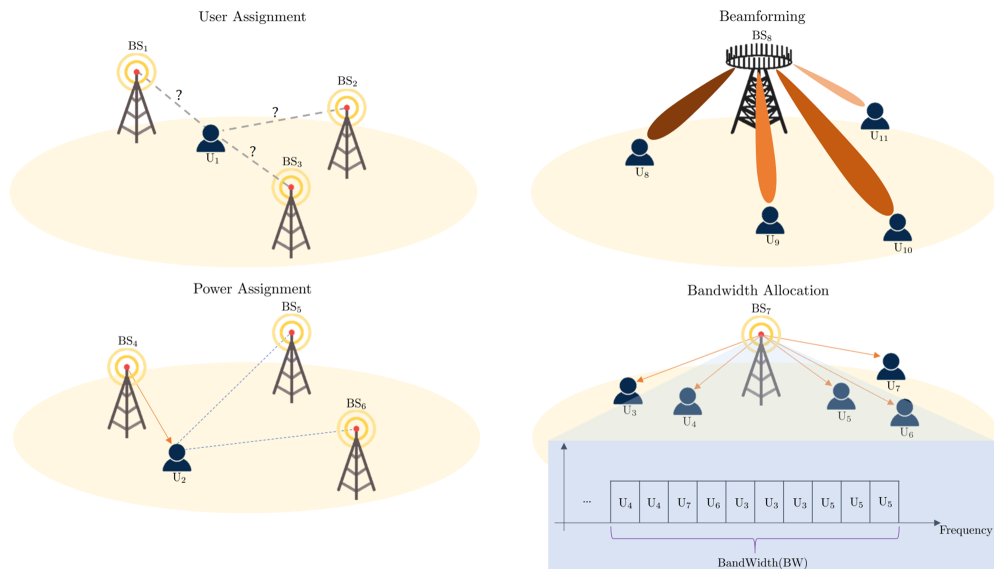 User Assignment
BS₁
BS₂
?
?
U₁
?
BS₃
Beamforming
BS₈
U₁₁
U₈
U₉
U₁₀
Power Assignment
BS₅
BS₄
BS₆
U₂
Bandwidth Allocation
BS₇
U₇
U₃
U₄
U₅
U₆
... U₄ U₄ U₇ U₆ U₃ U₃ U₃ U₅ U₅ U₅
Frequency
BandWidth(BW)